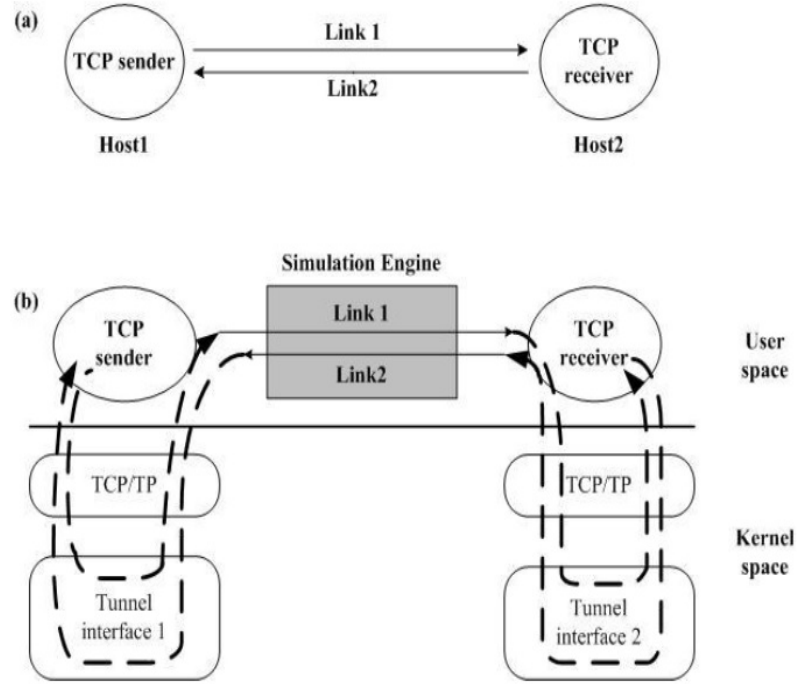 (a)
TCP sender
Link 1
Link2
TCP
receiver
Host1
Host2
Simulation Engine
(b)
TCP
sender
Link 1
Link2
TCP
receiver
User
space
TCP/TP
TCP/TP
Kernel
space
Tunnel
interface 1
Tunnel
interface 2